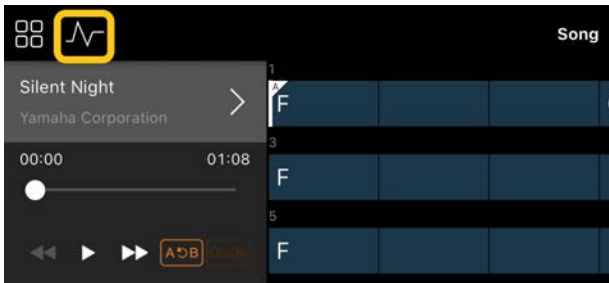 Song
Silent Night
Yamaha Corporation
00:00 01:08
A B
1
A
F
3
F
5
F